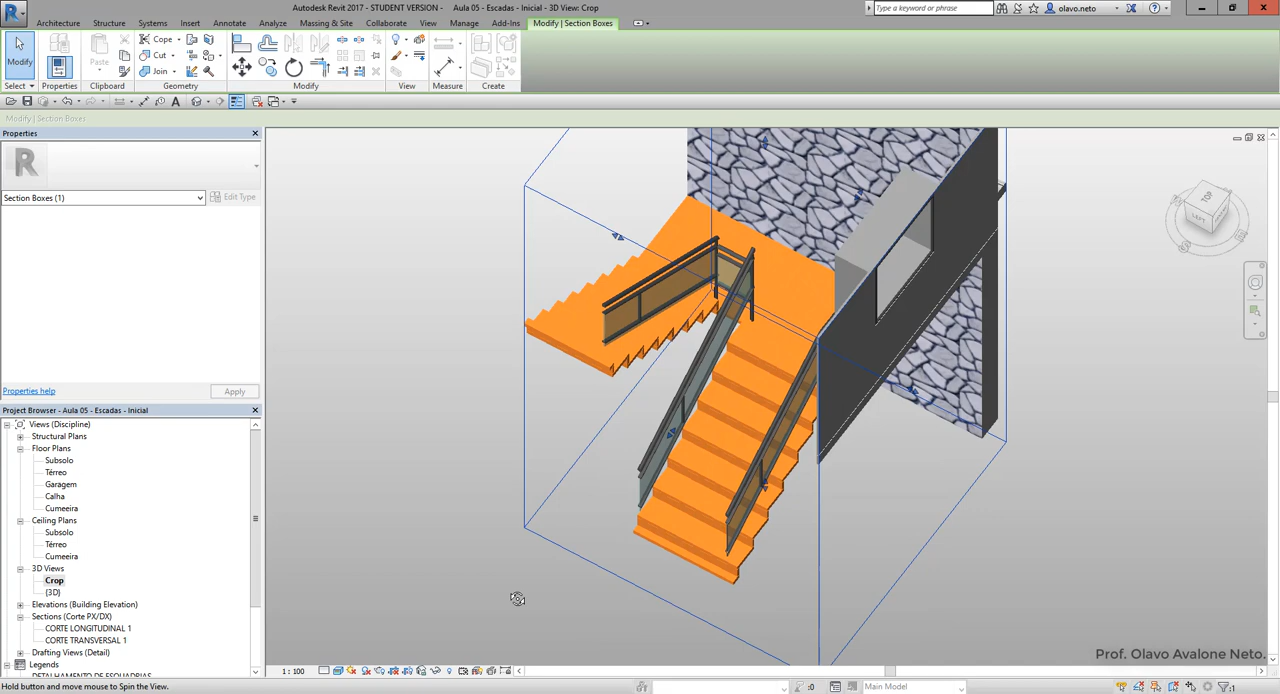 Autodesk Revit 2017 - STUDENT VERSION - Aula 05 - Escadas - Inicial - 3D View: Crop
Type a keyword or phrase
olavo.neto
Architecture Structure Systems Insert Annotate Analyze Massing & Site Collaborate View Manage Add-Ins Modify | Section Boxes
Modify
Paste
Cope
Cut
Join
Select Properties Clipboard Geometry Modify View Measure Create
Modify | Section Boxes
Properties
Section Boxes (1)
Edit Type
Properties help
Apply
Project Browser - Aula 05 - Escadas - Inicial
Views (Discipline)
Structural Plans
Floor Plans
Subsolo
Térreo
Garagem
Calha
Cumeeira
Ceiling Plans
Subsolo
Térreo
Cumeeira
3D Views
Crop
{3D}
Elevations (Building Elevation)
Sections (Corte PX/DX)
CORTE LONGITUDINAL 1
CORTE TRANSVERSAL 1
Drafting Views (Detail)
Legends
DETALHAMENTO DE ESQUADRIAS
TOP
LEFT
Prof. Olavo Avalone Neto.
1 : 100
Hold button and move mouse to Spin the View.
:0
Main Model
:1